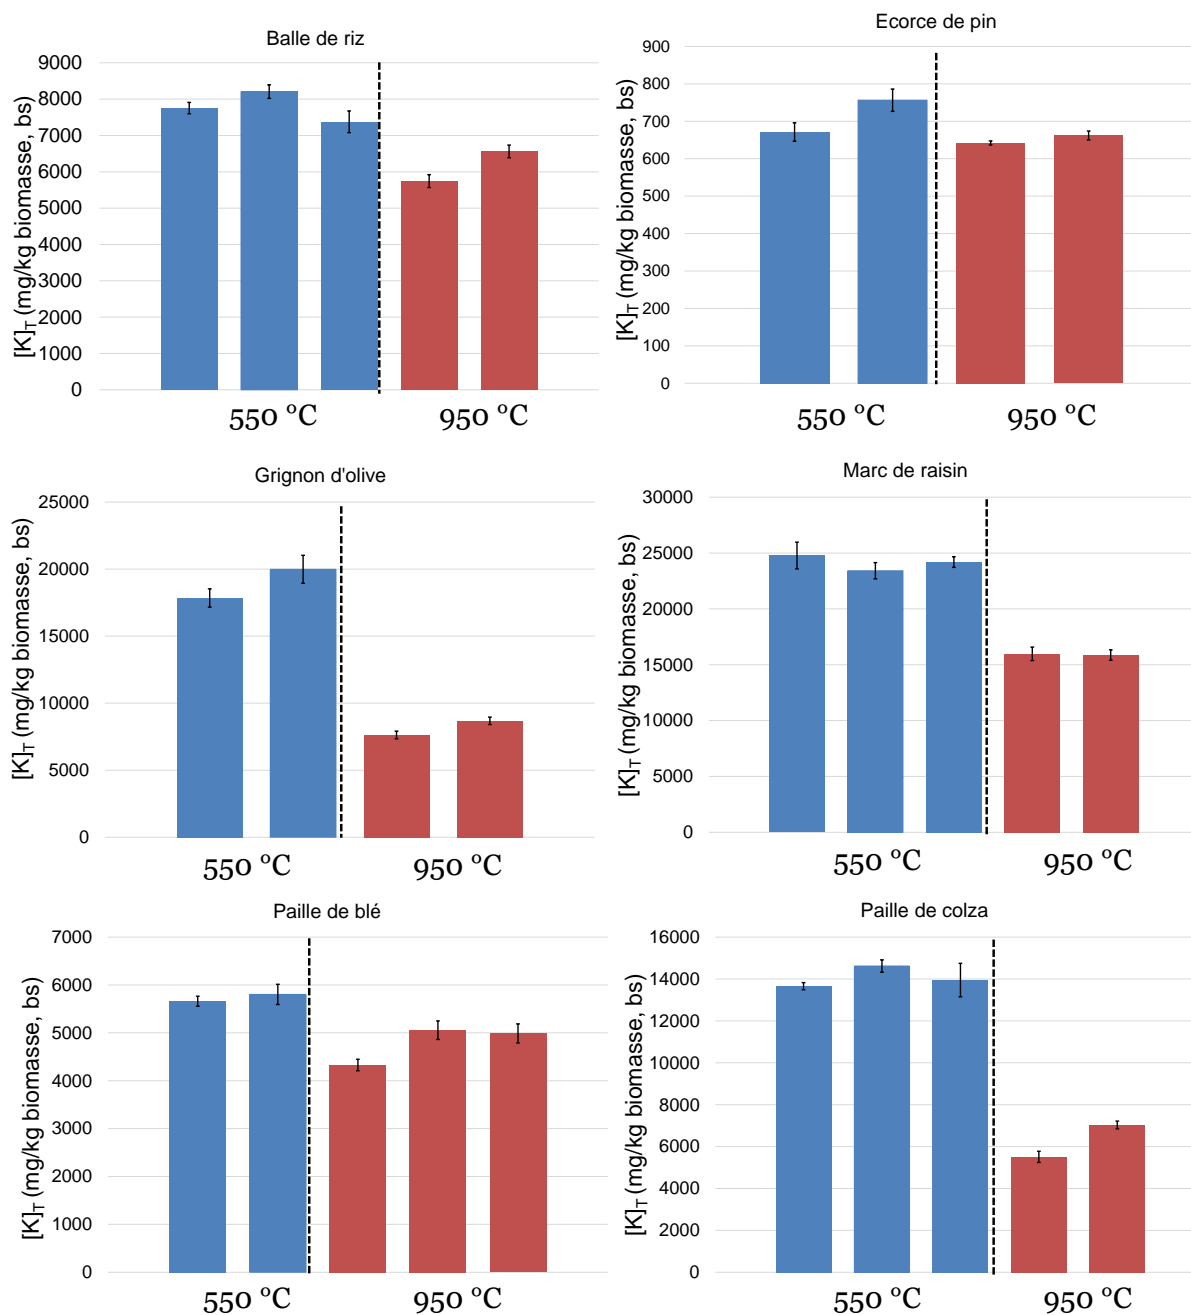 Balle de riz
[K]T (mg/kg biomasse, bs)
9000
8000
7000
6000
5000
4000
3000
2000
1000
0
550 °C 950 °C
Ecorce de pin
[K]T (mg/kg biomasse, bs)
900
800
700
600
500
400
300
200
100
0
550 °C 950 °C
Grignon d'olive
[K]T (mg/kg biomasse, bs)
25000
20000
15000
10000
5000
0
550 °C 950 °C
Marc de raisin
[K]T (mg/kg biomasse, bs)
30000
25000
20000
15000
10000
5000
0
550 °C 950 °C
Paille de blé
[K]T (mg/kg biomasse, bs)
7000
6000
5000
4000
3000
2000
1000
0
550 °C 950 °C
Paille de colza
[K]T (mg/kg biomasse, bs)
16000
14000
12000
10000
8000
6000
4000
2000
0
550 °C 950 °C